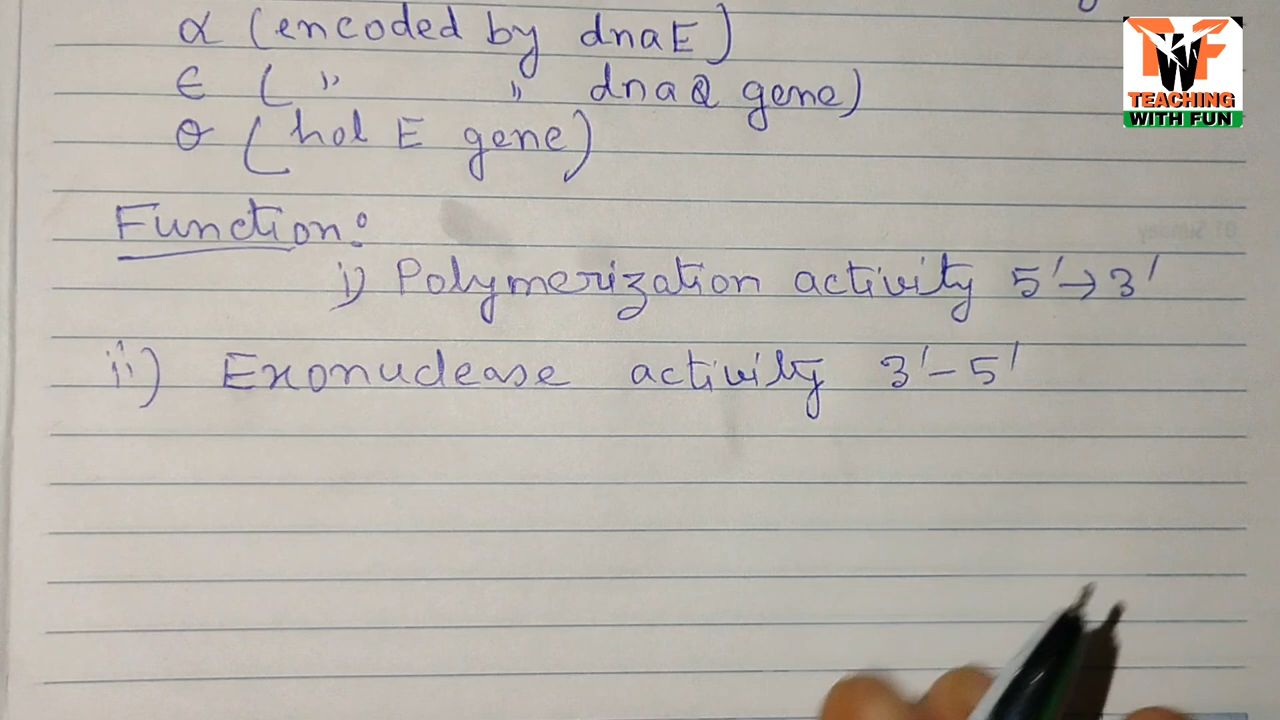 α (encoded by dnaE)
ϵ ( " " dnaQ gene)
θ (hol E gene)
Function:
i) Polymerization activity 5'→3'
ii) Exonuclease activity 3'-5'
TWF
TEACHING
WITH FUN